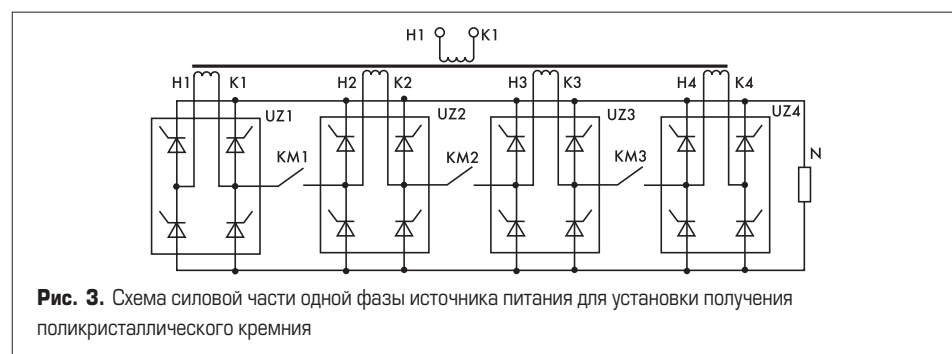 H1 K1
H1 K1 H2 K2 H3 K3 H4 K4
UZ1 UZ2 UZ3 UZ4
KM1 KM2 KM3 N
Рис. 3. Схема силовой части одной фазы источника питания для установки получения
поликристаллического кремния